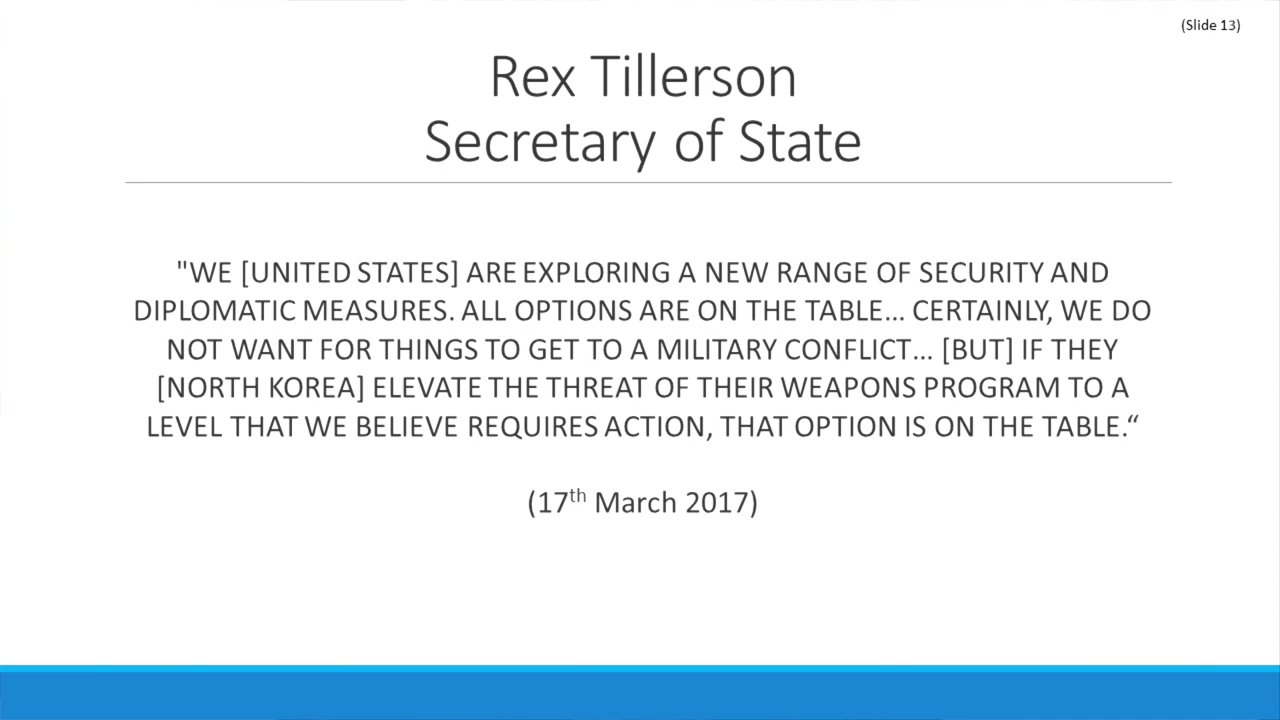 (Slide 13)
Rex Tillerson
Secretary of State
"WE [UNITED STATES] ARE EXPLORING A NEW RANGE OF SECURITY AND
DIPLOMATIC MEASURES. ALL OPTIONS ARE ON THE TABLE… CERTAINLY, WE DO
NOT WANT FOR THINGS TO GET TO A MILITARY CONFLICT… [BUT] IF THEY
[NORTH KOREA] ELEVATE THE THREAT OF THEIR WEAPONS PROGRAM TO A
LEVEL THAT WE BELIEVE REQUIRES ACTION, THAT OPTION IS ON THE TABLE.“
(17th March 2017)